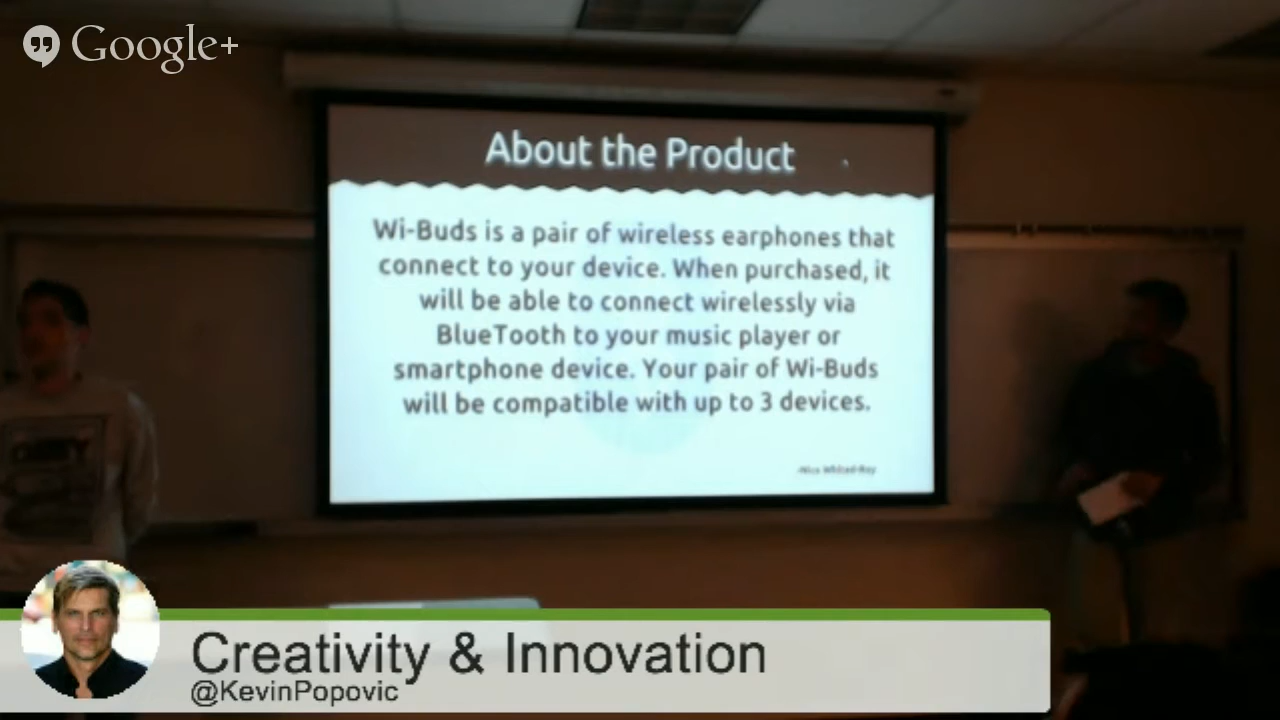 Google+
About the Product
Wi-Buds is a pair of wireless earphones that
connect to your device. When purchased, it
will be able to connect wirelessly via
BlueTooth to your music player or
smartphone device. Your pair of Wi-Buds
will be compatible with up to 3 devices.
Creativity & Innovation
@KevinPopovic